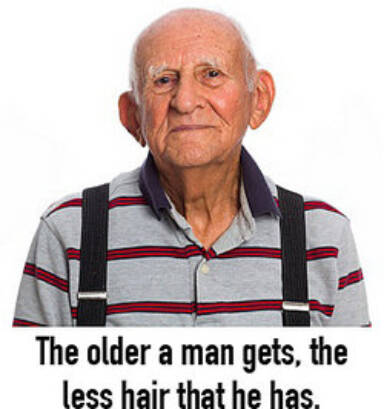 The older a man gets, the
less hair that he has.